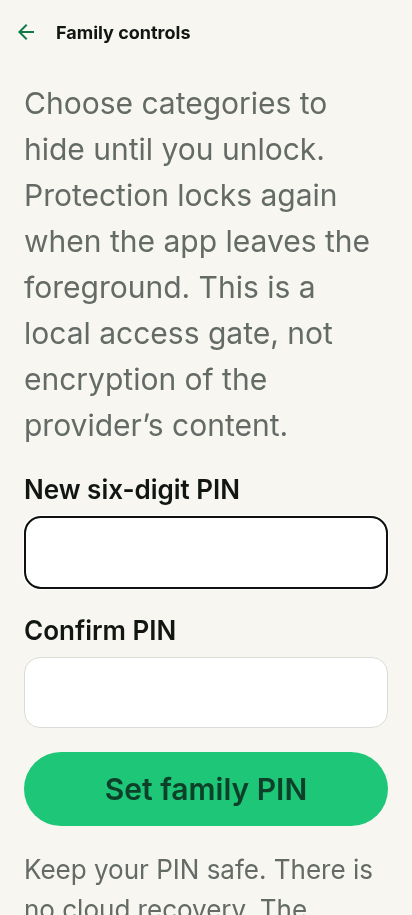 Family controls
Choose categories to
hide until you unlock.
Protection locks again
when the app leaves the
foreground. This is a
local access gate, not
encryption of the
provider’s content.
New six-digit PIN
Confirm PIN
Set family PIN
Keep your PIN safe. There is
no cloud recovery. The